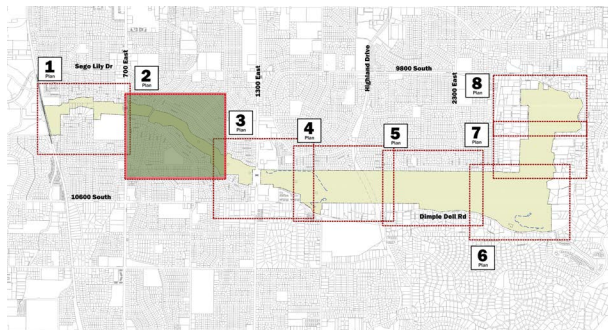 Sego Lily Dr
700 East
1300 East
Highland Drive
9800 South
2300 East
1
Plan
2
Plan
3
Plan
4
Plan
5
Plan
8
Plan
7
Plan
10600 South
Dimple Dell Rd
6
Plan